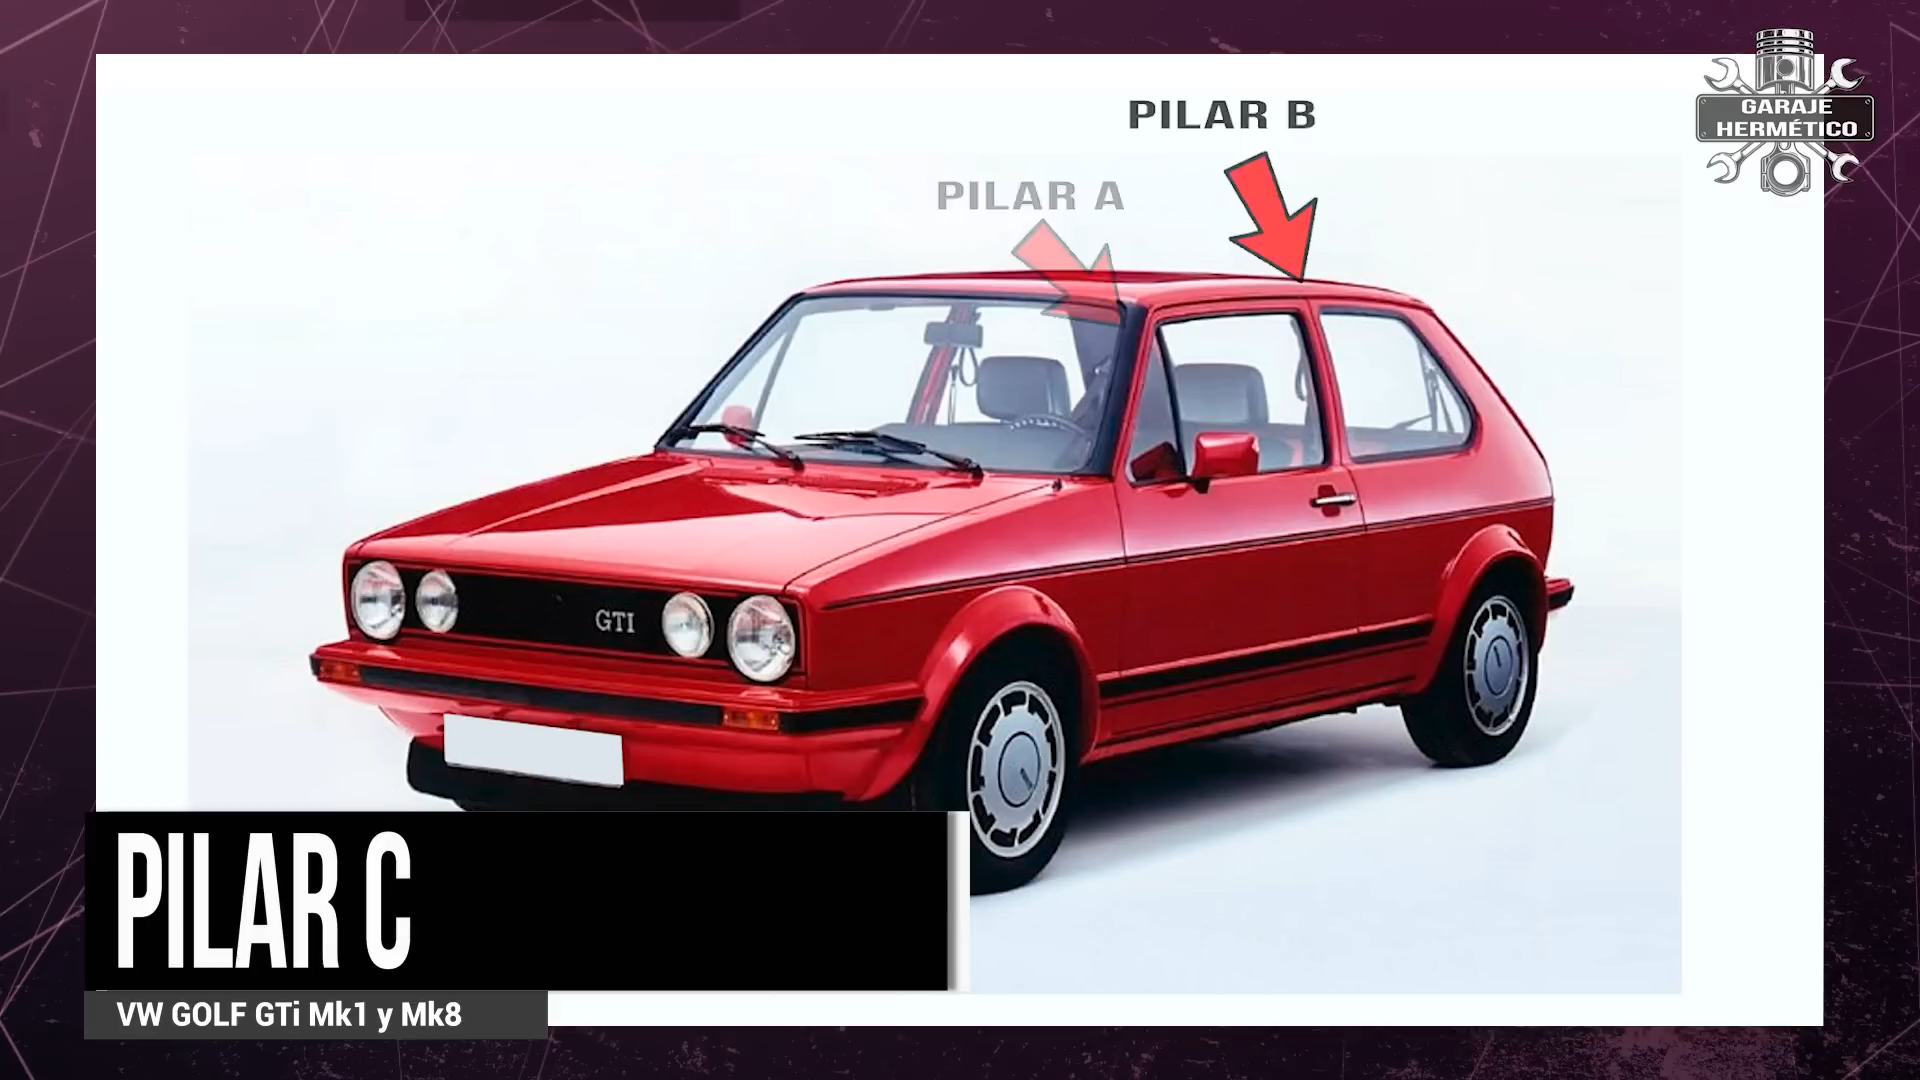 PILAR B
GARAJE
HERMÉTICO
PILAR A
GTI
PILAR C
VW GOLF GTi Mk1 y Mk8